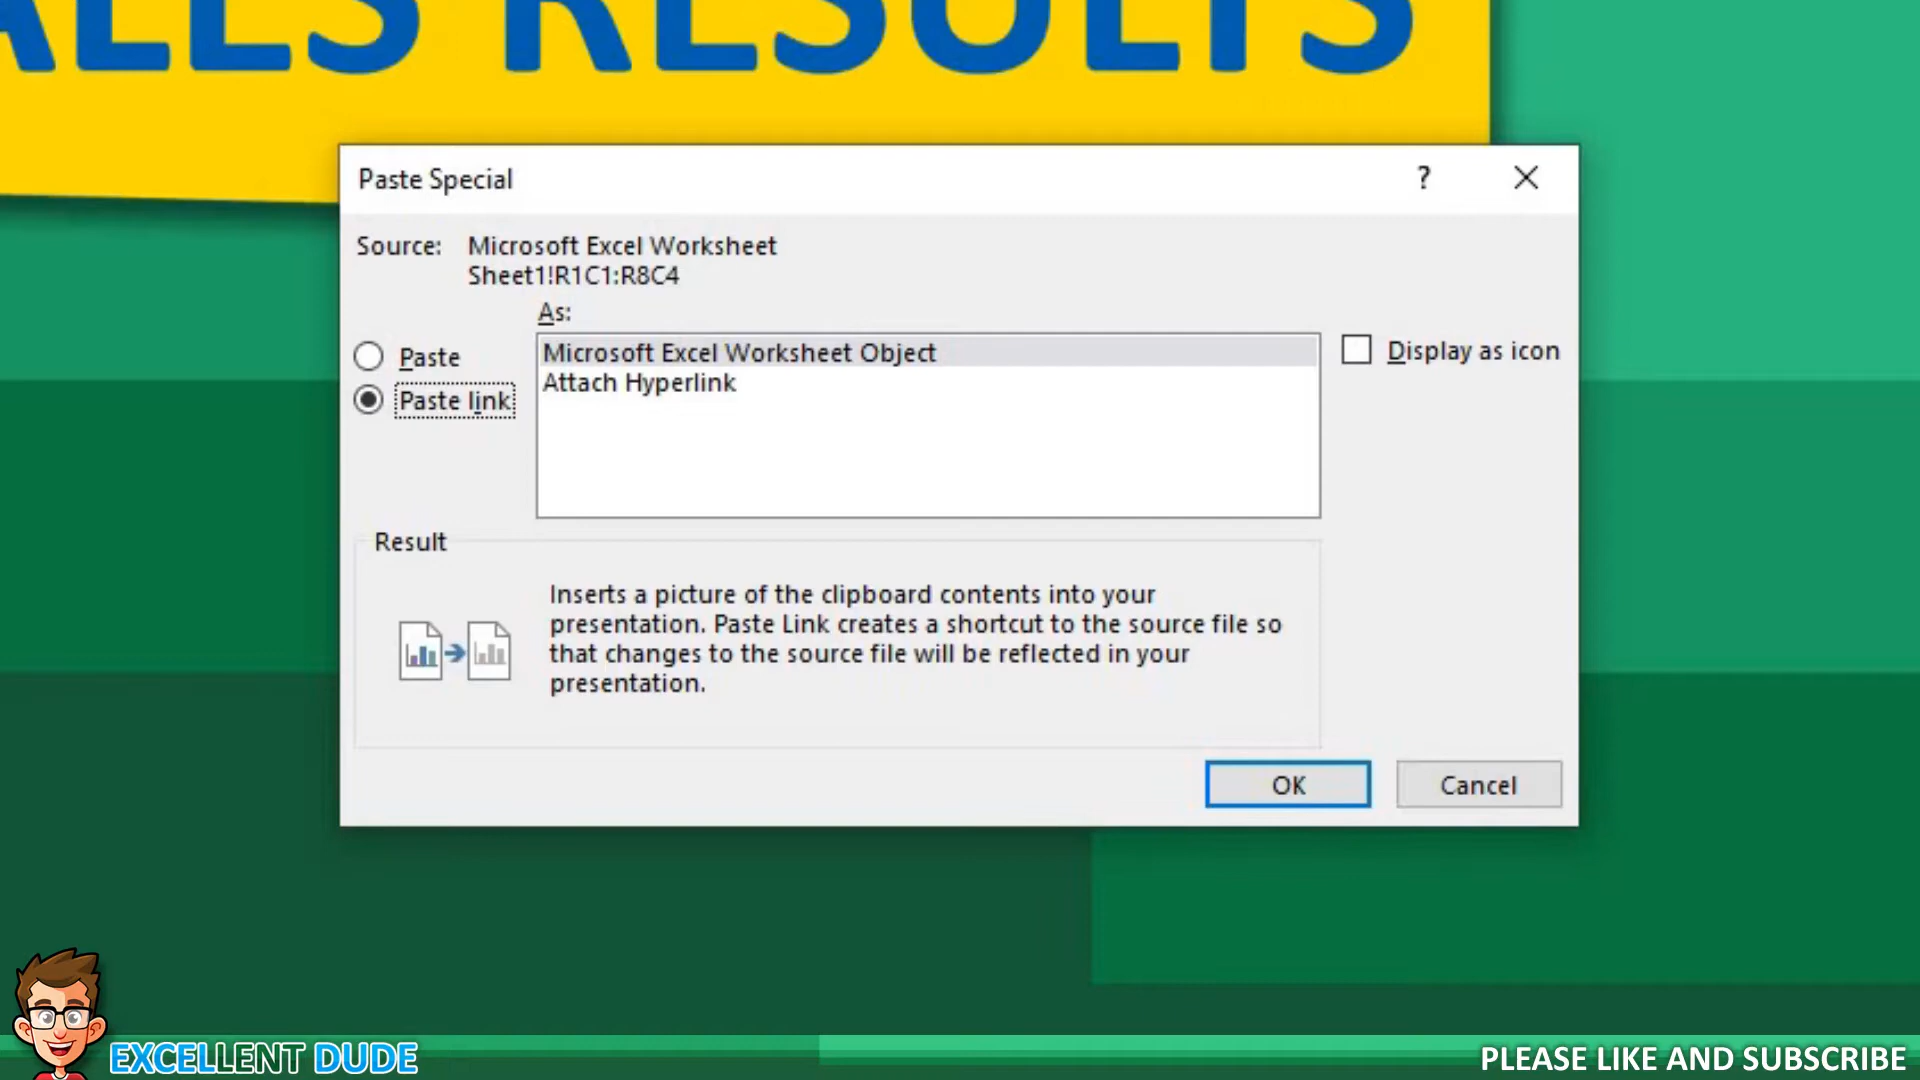 ALES RESULTS
Paste Special
?
Source: Microsoft Excel Worksheet
Sheet1!R1C1:R8C4
As:
Paste
Paste link
Microsoft Excel Worksheet Object
Attach Hyperlink
Display as icon
Result
Inserts a picture of the clipboard contents into your
presentation. Paste Link creates a shortcut to the source file so
that changes to the source file will be reflected in your
presentation.
OK
Cancel
EXCELLENT DUDE
PLEASE LIKE AND SUBSCRIBE